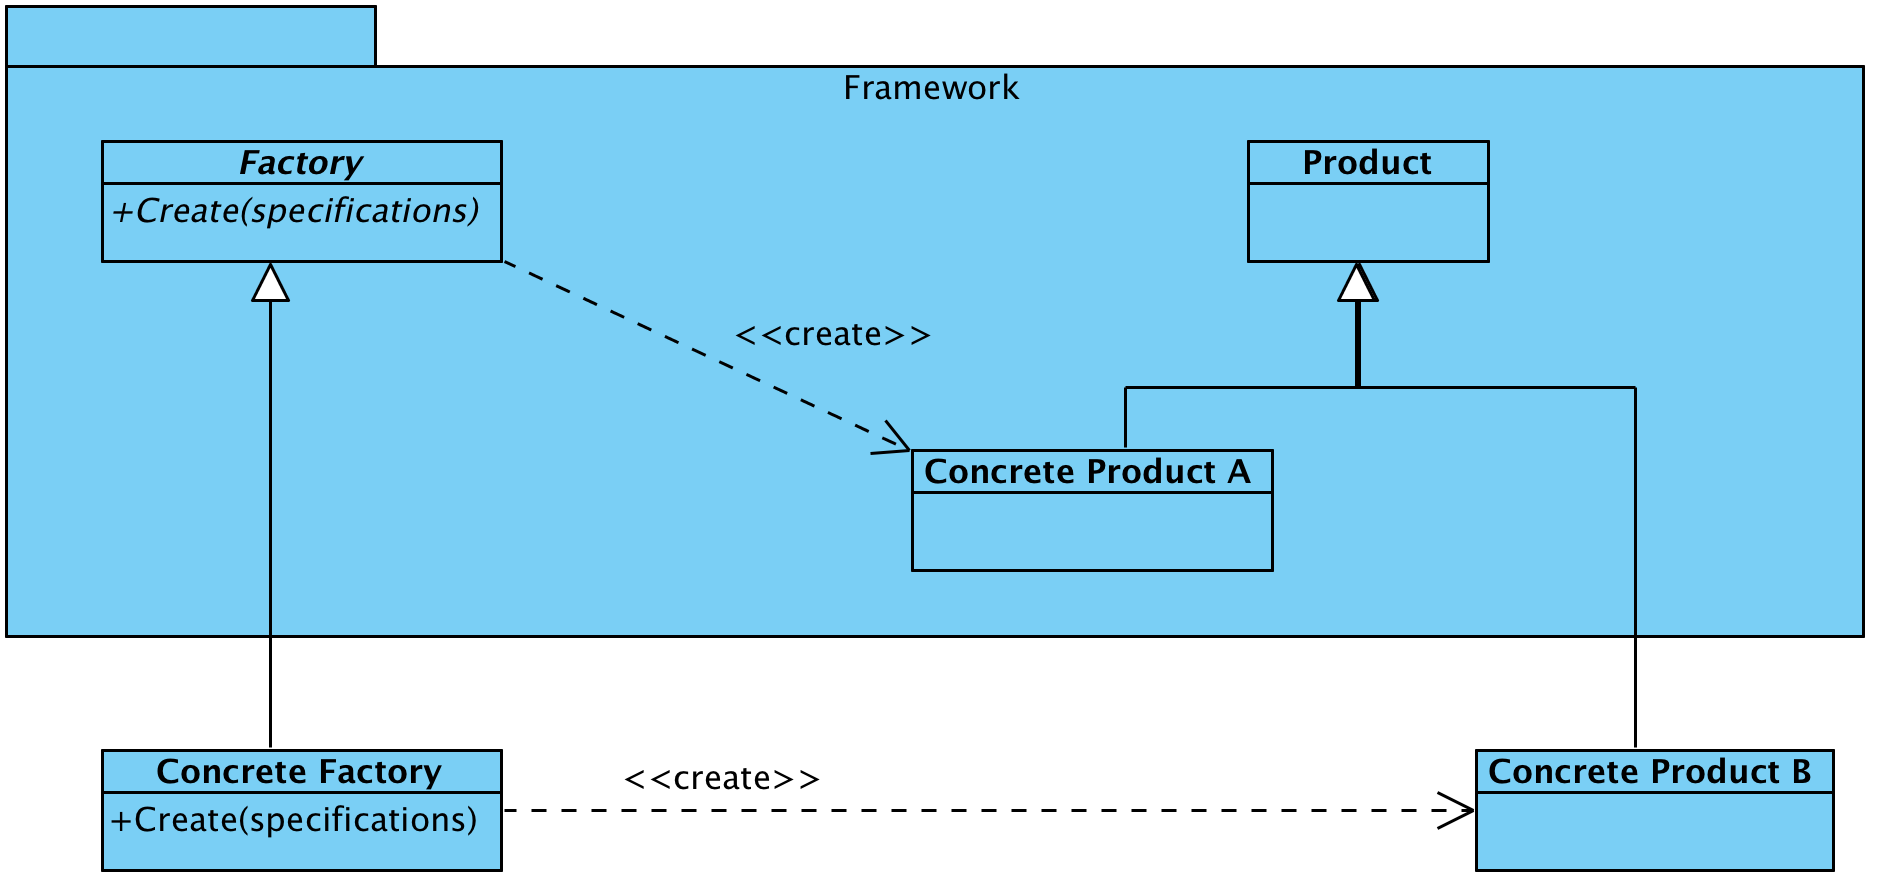 Framework
Factory
+Create(specifications)
Product
<<create>>
Concrete Product A
Concrete Factory
+Create(specifications)
<<create>>
Concrete Product B